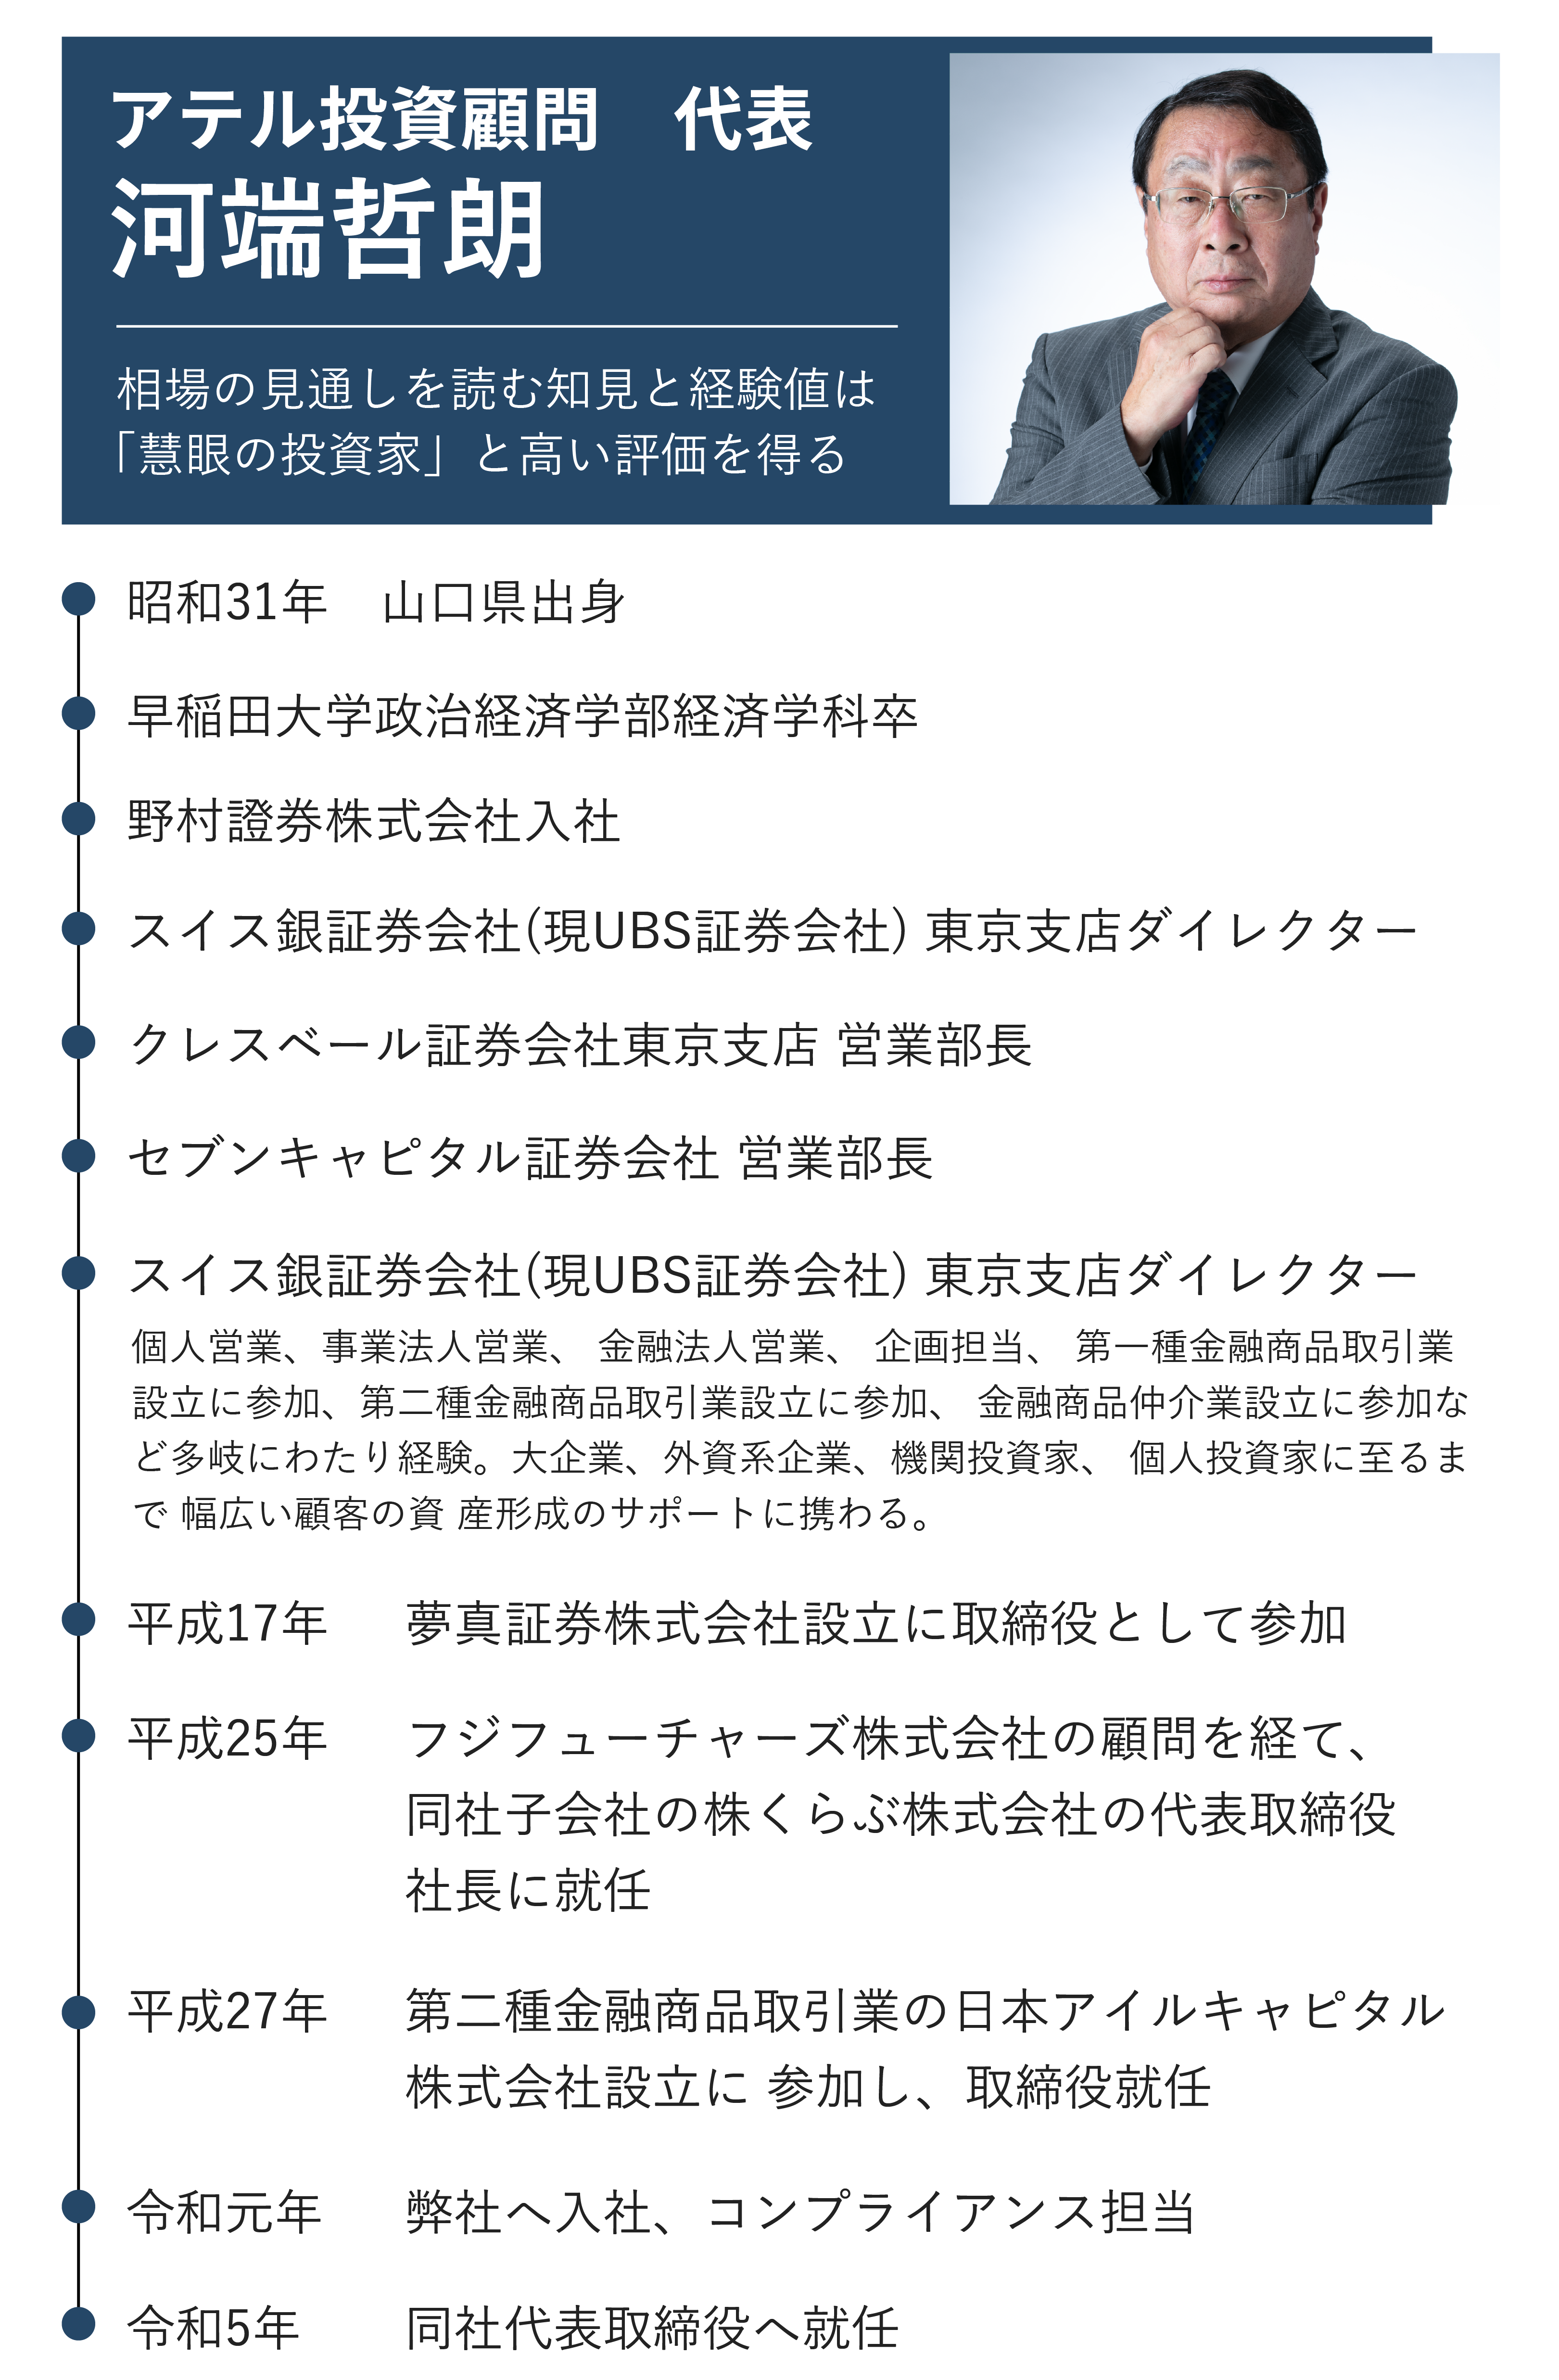 アテル投資顧問　代表
河端哲朗
相場の見通しを読む知見と経験値は
「慧眼の投資家」と高い評価を得る
昭和31年　山口県出身
早稲田大学政治経済学部経済学科卒
野村證券株式会社入社
スイス銀証券会社(現UBS証券会社) 東京支店ダイレクター
クレスベール証券会社東京支店 営業部長
セブンキャピタル証券会社 営業部長
スイス銀証券会社(現UBS証券会社) 東京支店ダイレクター
個人営業、事業法人営業、 金融法人営業、 企画担当、 第一種金融商品取引業
設立に参加、第二種金融商品取引業設立に参加、 金融商品仲介業設立に参加な
ど多岐にわたり経験。大企業、外資系企業、機関投資家、 個人投資家に至るま
で 幅広い顧客の資 産形成のサポートに携わる。
平成17年　夢真証券株式会社設立に取締役として参加
平成25年　フジフューチャーズ株式会社の顧問を経て、
同社子会社の株くらぶ株式会社の代表取締役
社長に就任
平成27年　第二種金融商品取引業の日本アイルキャピタル
株式会社設立に 参加し、取締役就任
令和元年　弊社へ入社、コンプライアンス担当
令和5年　同社代表取締役へ就任